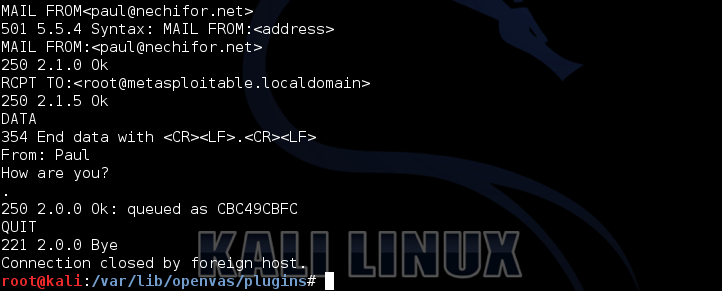 MAIL FROM<paul@nechifor.net>
501 5.5.4 Syntax: MAIL FROM:<address>
MAIL FROM:<paul@nechifor.net>
250 2.1.0 Ok
RCPT TO:<root@metasploitable.localdomain>
250 2.1.5 Ok
DATA
354 End data with <CR><LF>.<CR><LF>
From: Paul
How are you?
.
250 2.0.0 Ok: queued as CBC49CBFC
QUIT
221 2.0.0 Bye
KALI LINUX
Connection closed by foreign host.
root@kali:/var/lib/openvas/plugins#